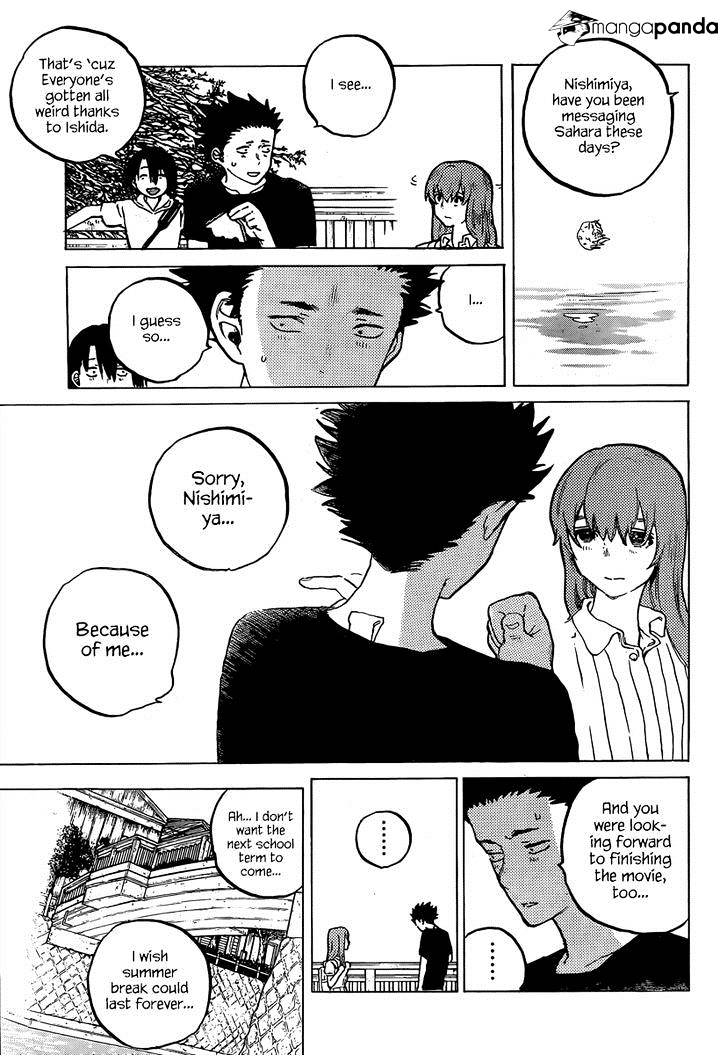 mangapanda
Nishimiya,
have you been
messaging
Sahara these
days?
I see...
That's 'cuz
Everyone's
gotten all
weird thanks
to Ishida.
I...
I guess
so...
Sorry,
Nishimi-
ya...
Because
of me...
And you
were look-
ing forward
to finishing
the movie,
too...
......
......
Ah... I don't
want the
next school
term to
come...
I wish
summer
break could
last forever...